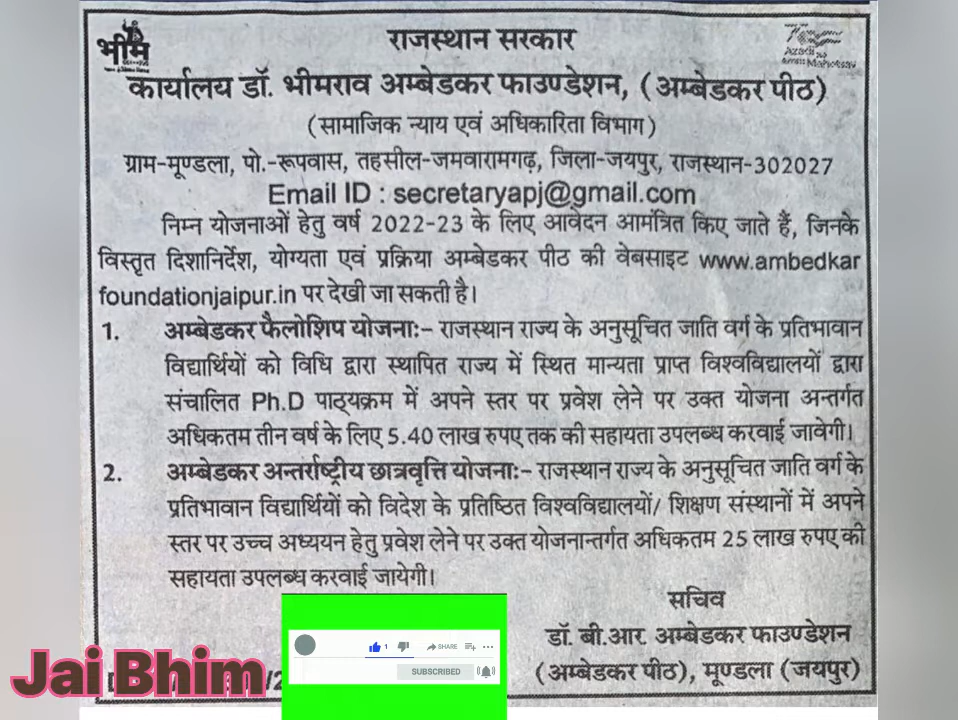 भीम
राजस्थान सरकार
Azadi Ka
Amrit Mahotsav
कार्यालय डॉ. भीमराव अम्बेडकर फाउण्डेशन, (अम्बेडकर पीठ)
(सामाजिक न्याय एवं अधिकारिता विभाग)
ग्राम-मूण्डला, पो.-रूपवास, तहसील-जमवारामगढ़, जिला-जयपुर, राजस्थान-302027
Email ID : secretaryapj@gmail.com
निम्न योजनाओं हेतु वर्ष 2022-23 के लिए आवेदन आमंत्रित किए जाते हैं, जिनके
विस्तृत दिशानिर्देश, योग्यता एवं प्रक्रिया अम्बेडकर पीठ की वेबसाइट www.ambedkar
foundationjaipur.in पर देखी जा सकती है।
1. अम्बेडकर फैलोशिप योजनाः– राजस्थान राज्य के अनुसूचित जाति वर्ग के प्रतिभावान
विद्यार्थियों को विधि द्वारा स्थापित राज्य में स्थित मान्यता प्राप्त विश्वविद्यालयों द्वारा
संचालित Ph.D पाठ्यक्रम में अपने स्तर पर प्रवेश लेने पर उक्त योजना अन्तर्गत
अधिकतम तीन वर्ष के लिए 5.40 लाख रुपए तक की सहायता उपलब्ध करवाई जावेगी।
2. अम्बेडकर अन्तर्राष्ट्रीय छात्रवृत्ति योजनाः– राजस्थान राज्य के अनुसूचित जाति वर्ग के
प्रतिभावान विद्यार्थियों को विदेश के प्रतिष्ठित विश्वविद्यालयों/ शिक्षण संस्थानों में अपने
स्तर पर उच्च अध्ययन हेतु प्रवेश लेने पर उक्त योजनान्तर्गत अधिकतम 25 लाख रुपए की
सहायता उपलब्ध करवाई जायेगी।
सचिव
डॉ. बी.आर. अम्बेडकर फाउण्डेशन
(अम्बेडकर पीठ), मूण्डला (जयपुर)
1 SHARE
SUBSCRIBED
Jai Bhim